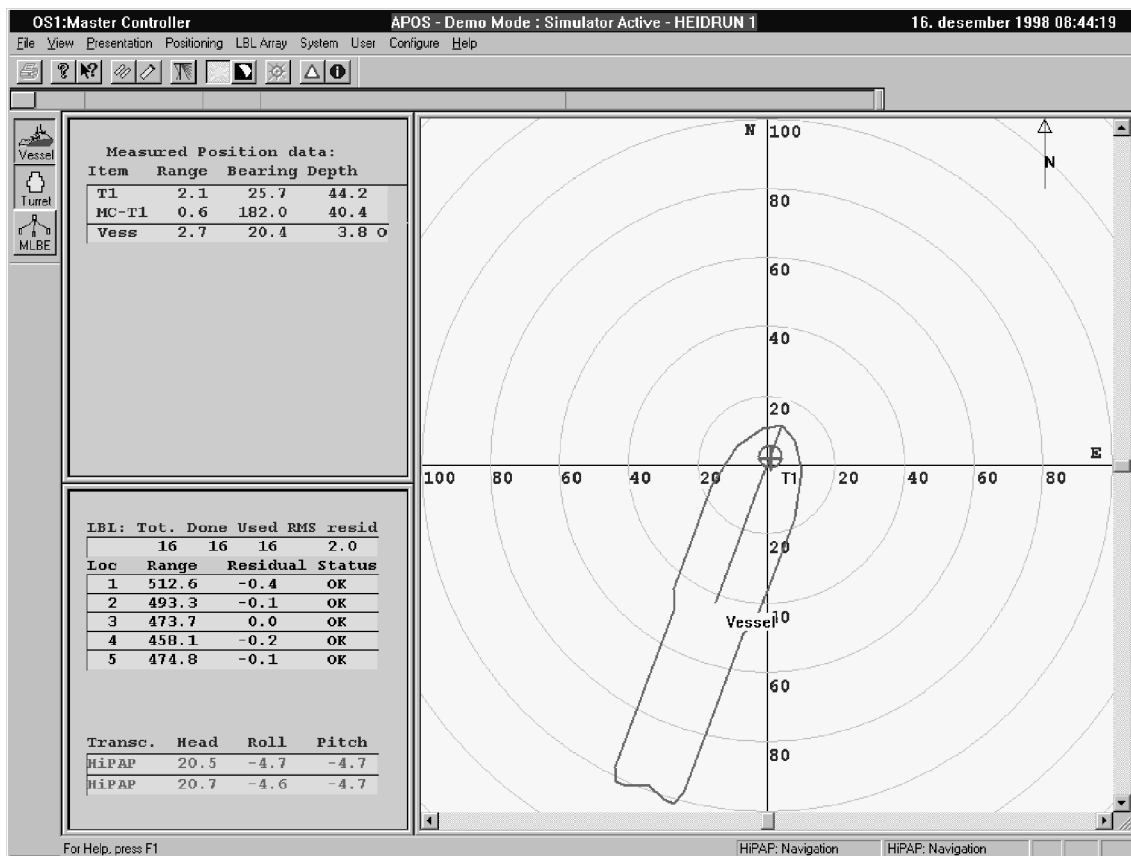 OS1:Master Controller APOS - Demo Mode : Simulator Active - HEIDRUN 1 16. desember 1998 08:44:19
File View Presentation Positioning LBL Array System User Configure Help
Vessel
Turret
MLBE
Measured Position data:
Item Range Bearing Depth
T1 2.1 25.7 44.2
MC-T1 0.6 182.0 40.4
Vess 2.7 20.4 3.8 O
LBL: Tot. Done Used RMS resid
16 16 16 2.0
Loc Range Residual Status
1 512.6 -0.4 OK
2 493.3 -0.1 OK
3 473.7 0.0 OK
4 458.1 -0.2 OK
5 474.8 -0.1 OK
Transc. Head Roll Pitch
HiPAP 20.5 -4.7 -4.7
HiPAP 20.7 -4.6 -4.7
N 100
N
80
60
40
20
E
100 80 60 40 20 T1 20 40 60 80
20
Vessel 40
60
80
For Help, press F1 HiPAP: Navigation HiPAP: Navigation